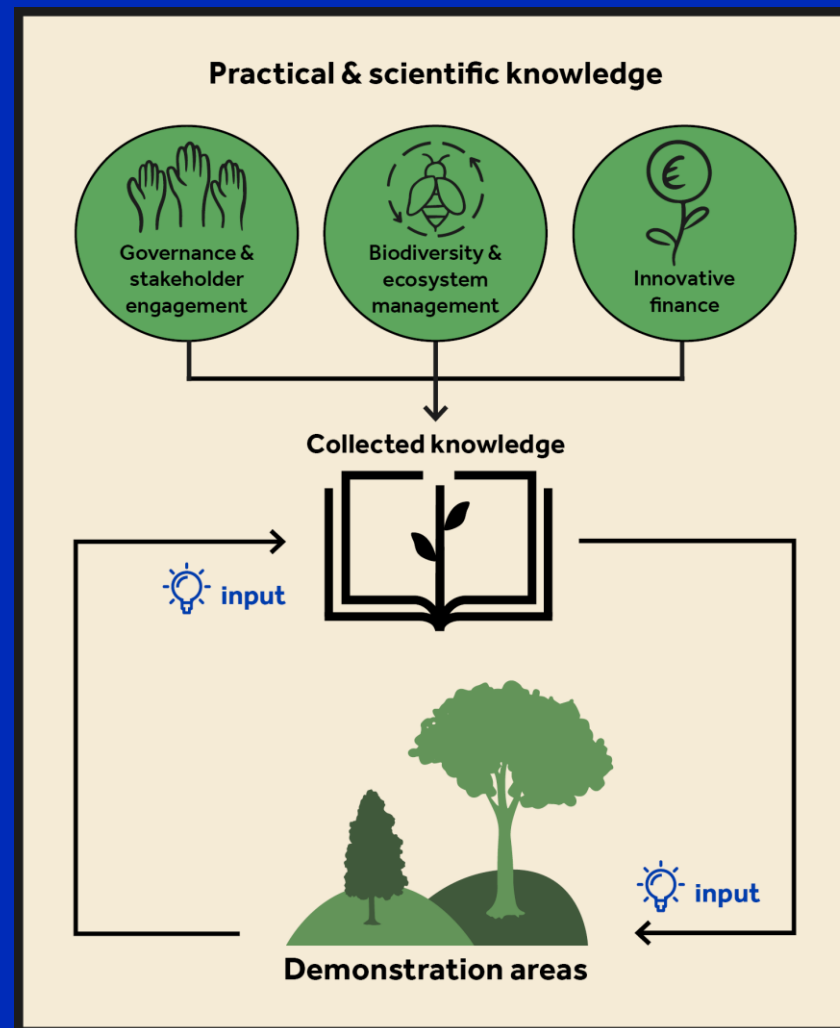 Practical & scientific knowledge
Governance &
stakeholder
engagement
Biodiversity &
ecosystem
management
€
Innovative
finance
Collected knowledge
input
input
Demonstration areas